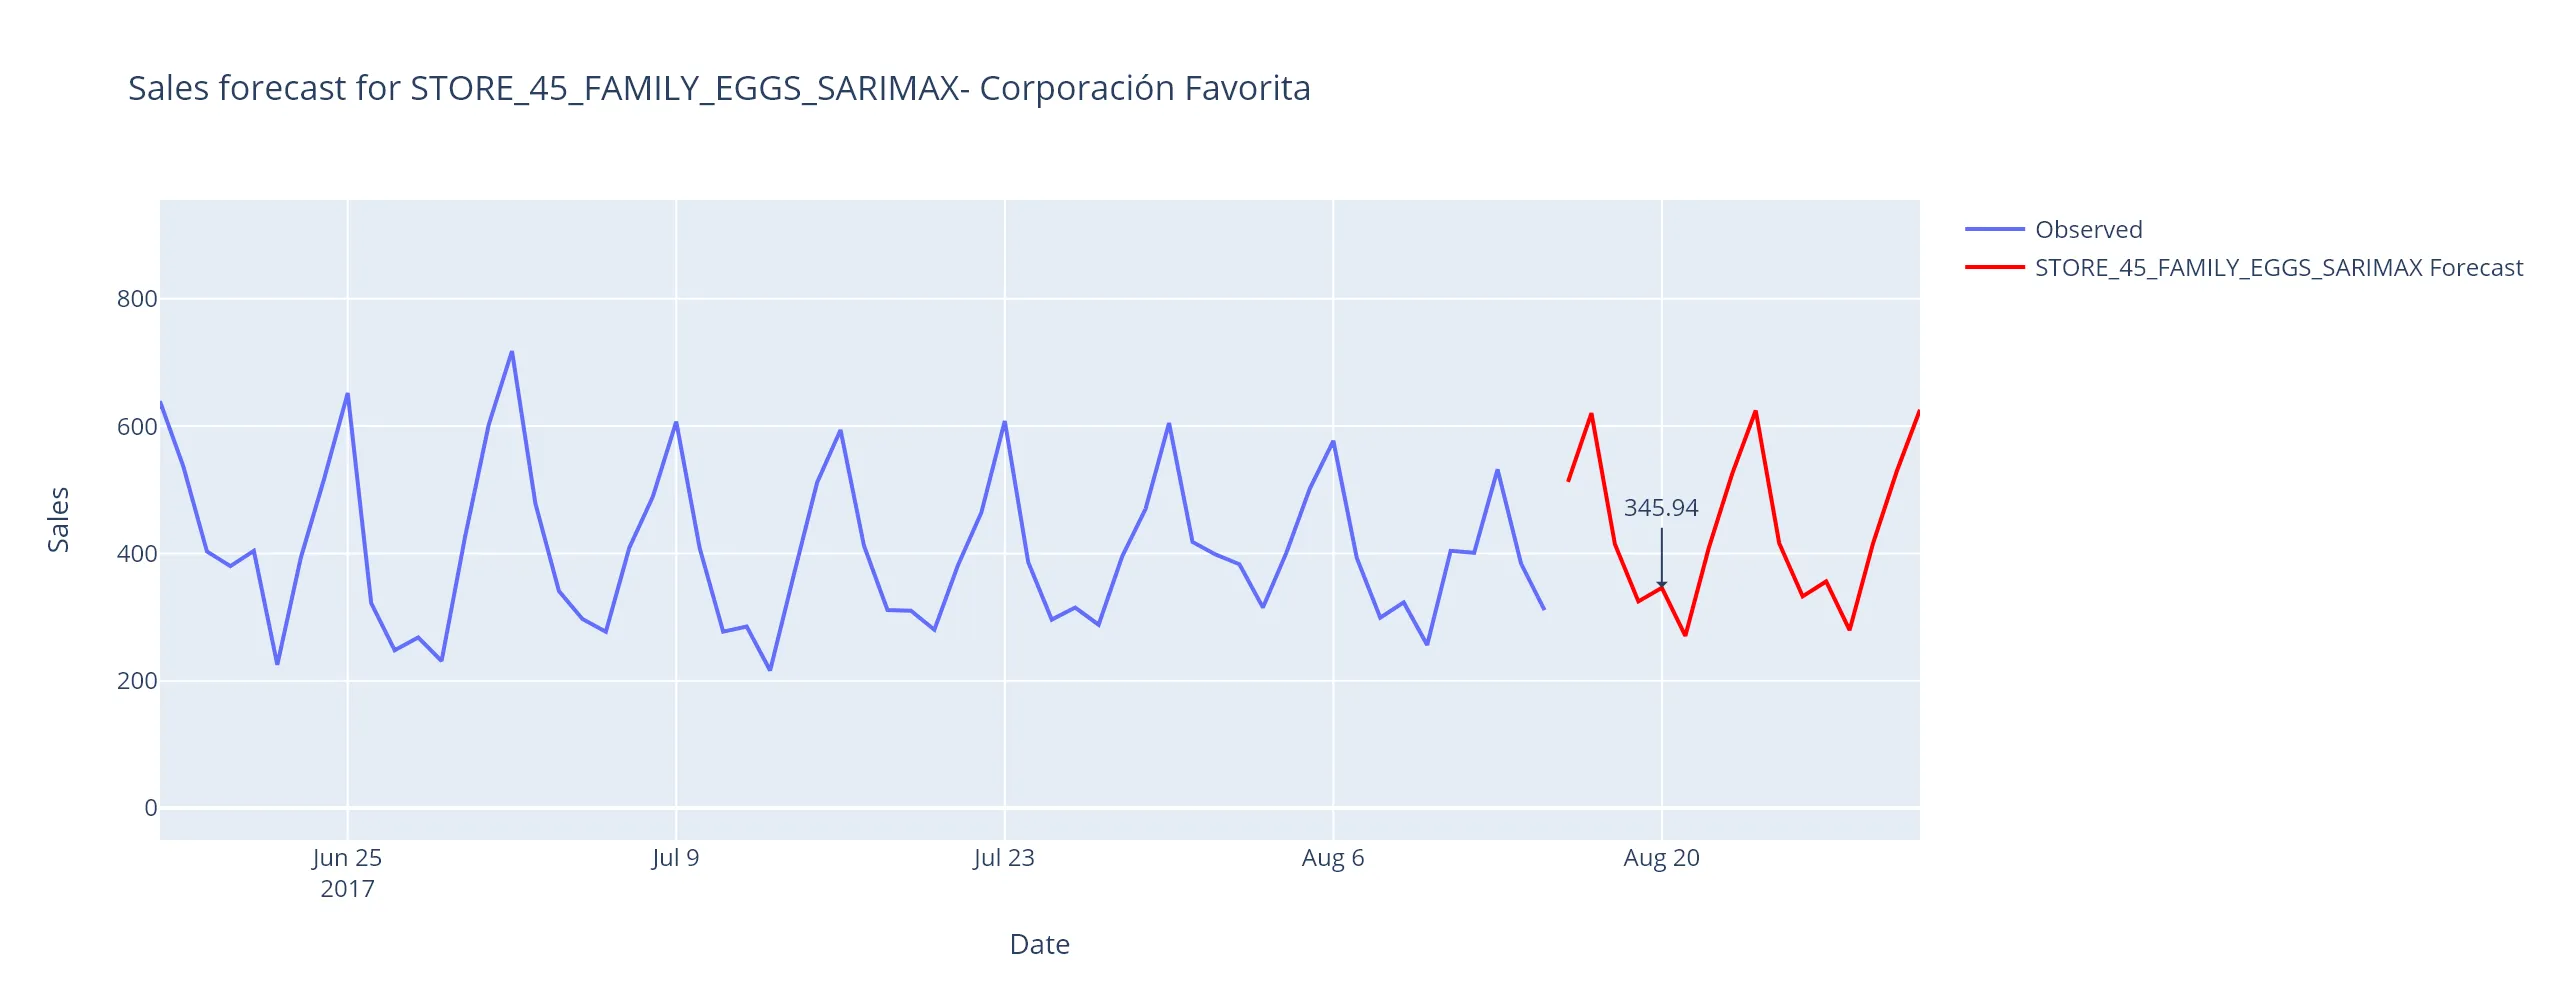 Sales forecast for STORE_45_FAMILY_EGGS_SARIMAX- Corporación Favorita
Observed
STORE_45_FAMILY_EGGS_SARIMAX Forecast
800
600
400
200
0
Sales
345.94
Jun 25
2017
Jul 9
Jul 23
Aug 6
Aug 20
Date